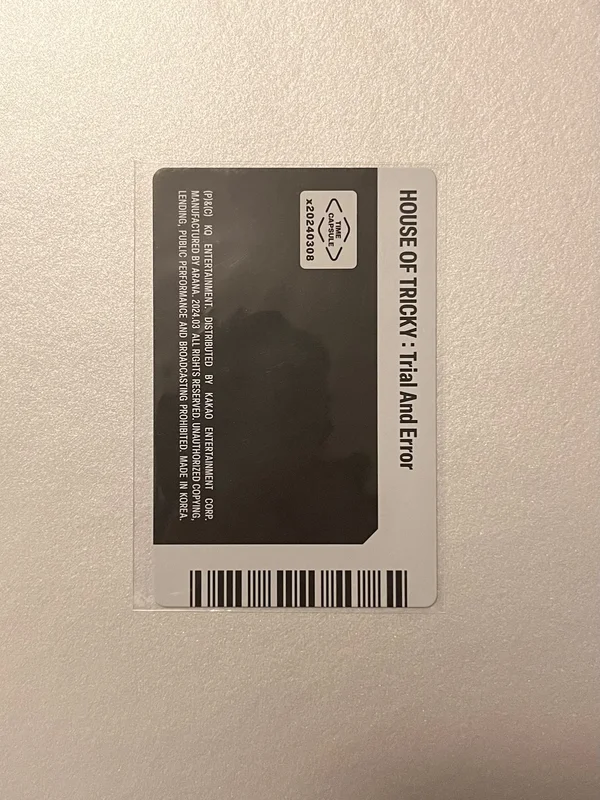 HOUSE OF TRICKY : Trial And Error
TIME
CAPSULE
x20240308
(P)&(C) KQ ENTERTAINMENT. DISTRIBUTED BY KAKAO ENTERTAINMENT CORP.
MANUFACTURED BY ARANA. 2024.03 ALL RIGHTS RESERVED. UNAUTHORIZED COPYING,
LENDING, PUBLIC PERFORMANCE AND BROADCASTING PROHIBITED. MADE IN KOREA.